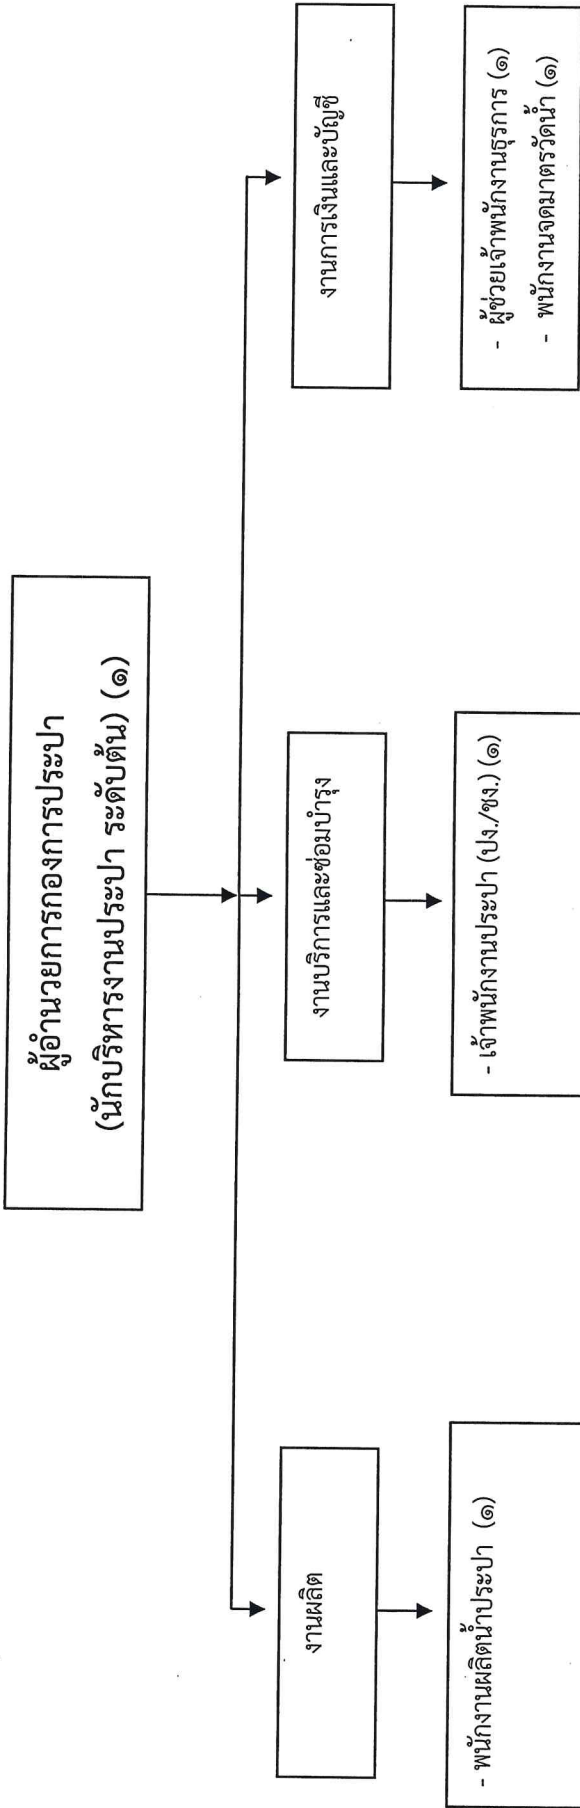 ผู้อำนวยการกองการประปา
(นักบริหารงานประปา ระดับต้น) (๑)
งานผลิต
งานบริการและซ่อมบำรุง
งานการเงินและบัญชี
- พนักงานผลิตน้ำประปา (๑)
- เจ้าพนักงานประปา (ปง./ชง.) (๑)
- ผู้ช่วยเจ้าพนักงานธุรการ (๑)
- พนักงานจดมาตรวัดน้ำ (๑)